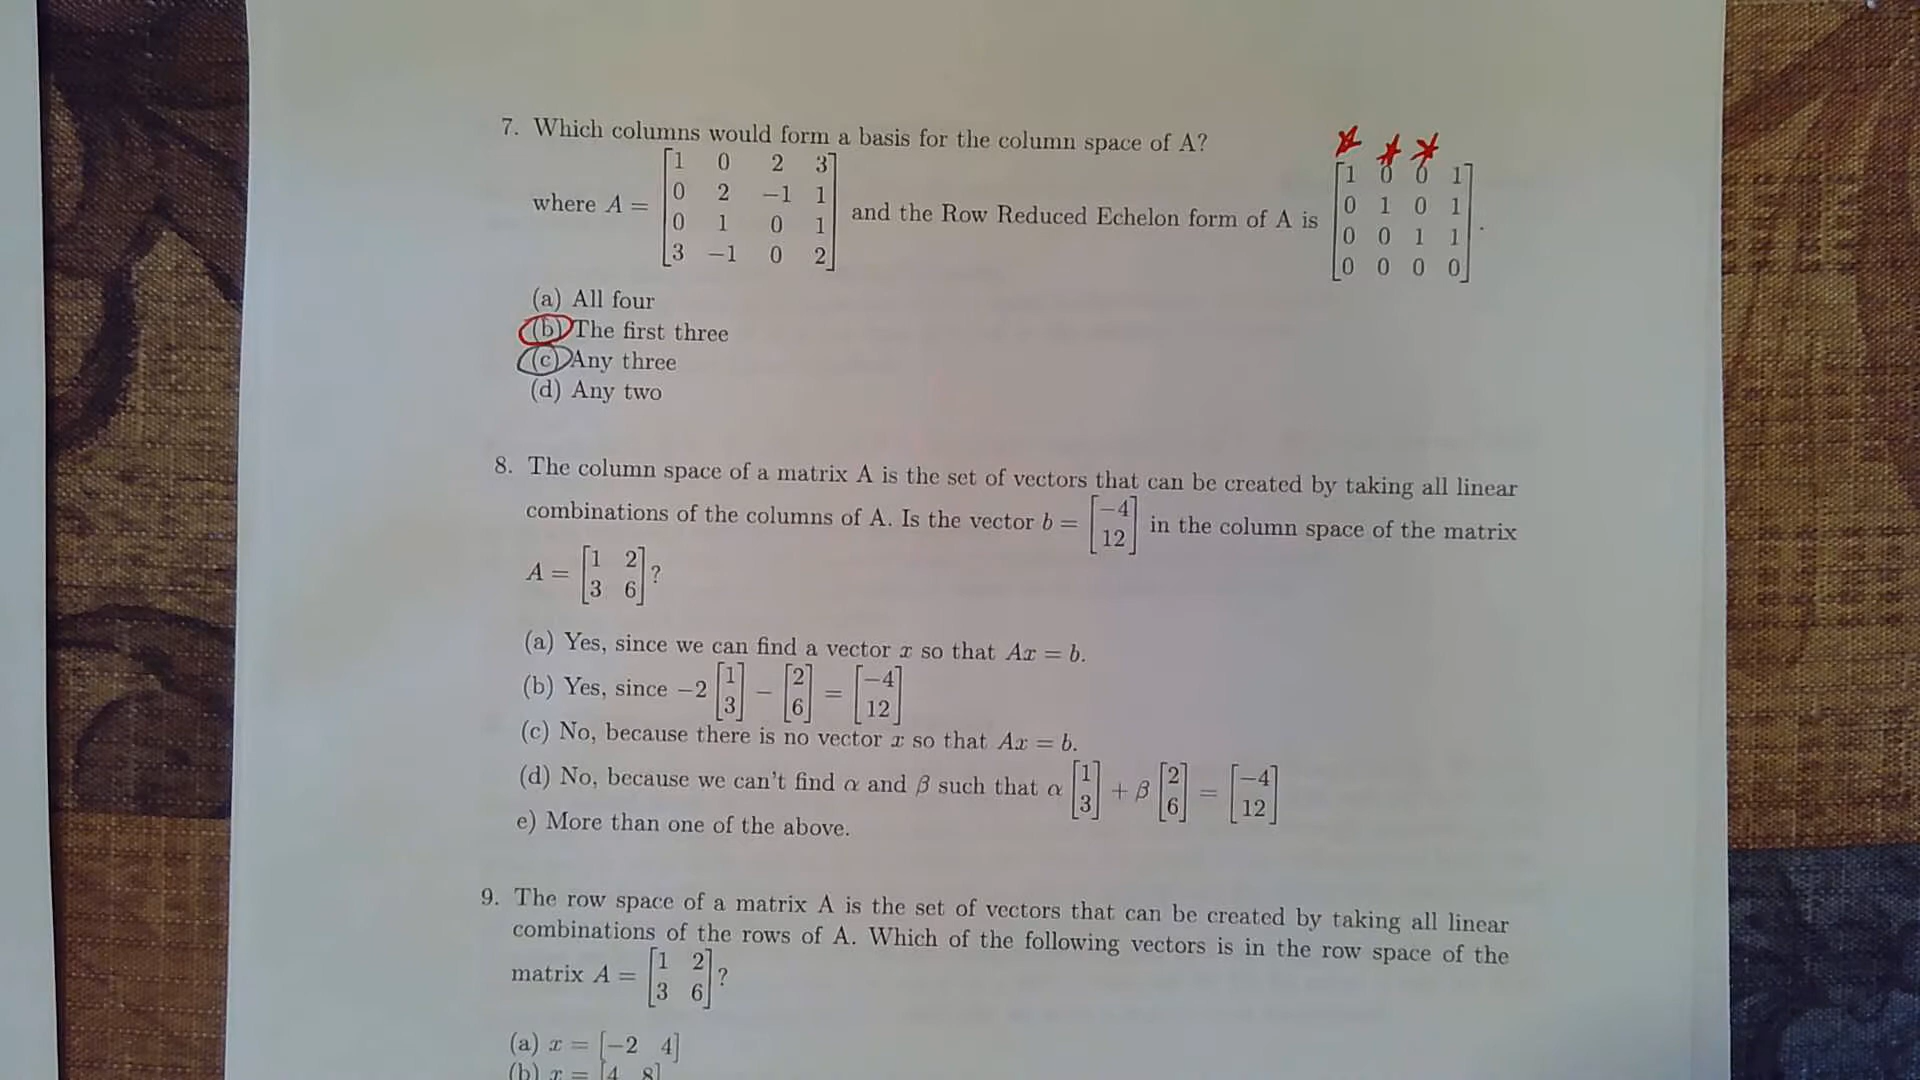 7. Which columns would form a basis for the column space of A?
where A = [1 0 2 3; 0 2 −1 1; 0 1 0 1; 3 −1 0 2] and the Row Reduced Echelon form of A is [1 0 0 1; 0 1 0 1; 0 0 1 1; 0 0 0 0].
(a) All four
(b) The first three
(c) Any three
(d) Any two
8. The column space of a matrix A is the set of vectors that can be created by taking all linear
combinations of the columns of A. Is the vector b = [−4; 12] in the column space of the matrix
A = [1 2; 3 6]?
(a) Yes, since we can find a vector x so that Ax = b.
(b) Yes, since −2 [1; 3] − [2; 6] = [−4; 12]
(c) No, because there is no vector x so that Ax = b.
(d) No, because we can't find α and β such that α [1; 3] + β [2; 6] = [−4; 12]
e) More than one of the above.
9. The row space of a matrix A is the set of vectors that can be created by taking all linear
combinations of the rows of A. Which of the following vectors is in the row space of the
matrix A = [1 2; 3 6]?
(a) x = [−2 4]
(b) x = [4 8]